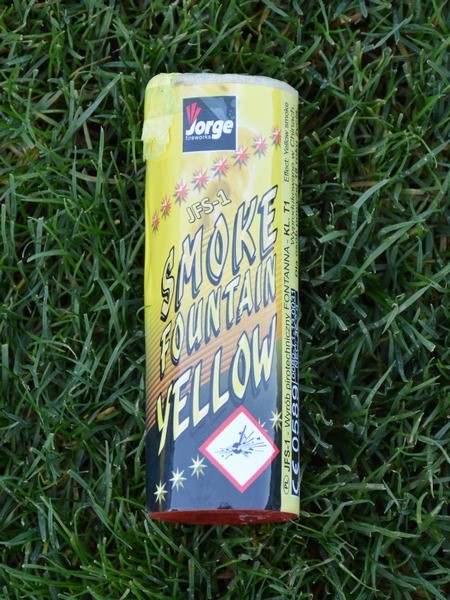 Jorge
fireworks
JFS-1
SMOKE
FOUNTAIN
YELLOW
PL JFS-1 - Wyrób pirotechniczny FONTANNA - KL. T1
Effect: Yellow smoke
CE 0589